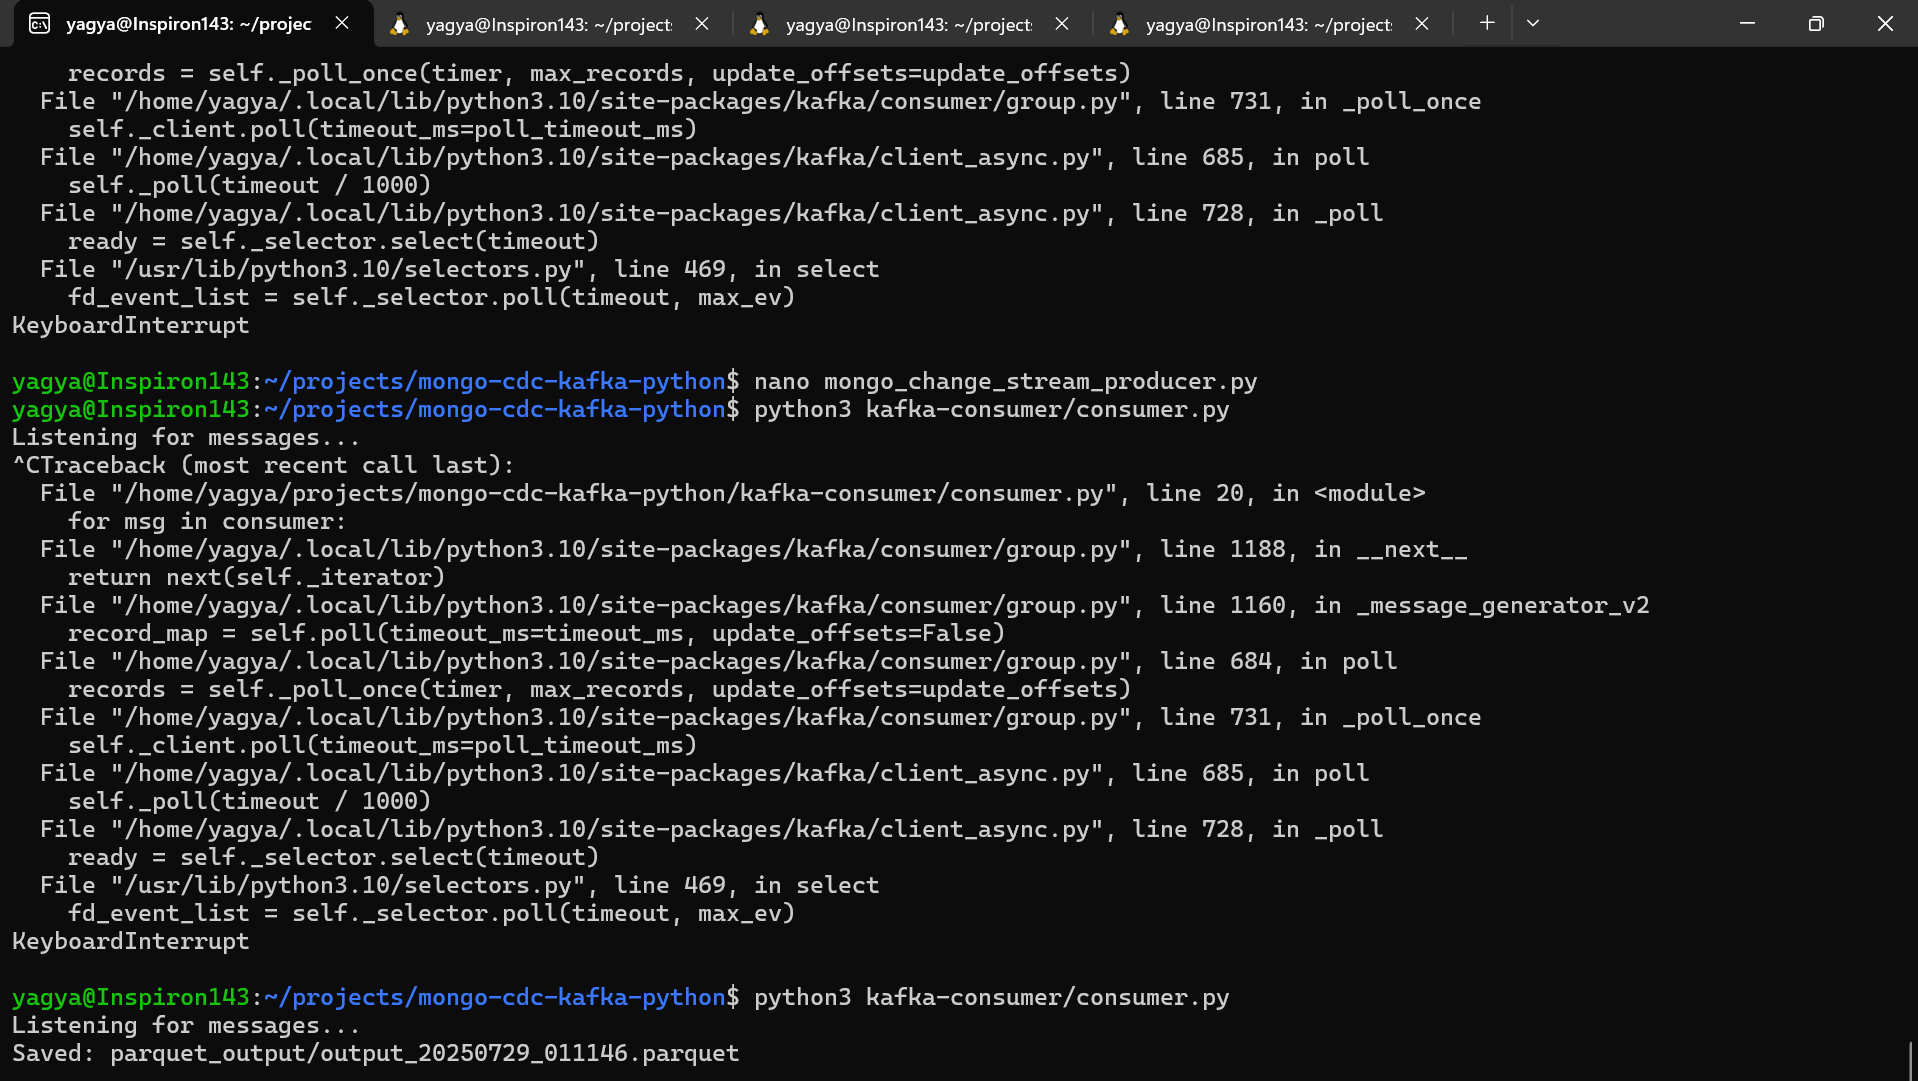 yagya@Inspiron143: ~/projec
yagya@Inspiron143: ~/project
yagya@Inspiron143: ~/project
yagya@Inspiron143: ~/project
    records = self._poll_once(timer, max_records, update_offsets=update_offsets)
  File "/home/yagya/.local/lib/python3.10/site-packages/kafka/consumer/group.py", line 731, in _poll_once
    self._client.poll(timeout_ms=poll_timeout_ms)
  File "/home/yagya/.local/lib/python3.10/site-packages/kafka/client_async.py", line 685, in poll
    self._poll(timeout / 1000)
  File "/home/yagya/.local/lib/python3.10/site-packages/kafka/client_async.py", line 728, in _poll
    ready = self._selector.select(timeout)
  File "/usr/lib/python3.10/selectors.py", line 469, in select
    fd_event_list = self._selector.poll(timeout, max_ev)
KeyboardInterrupt
yagya@Inspiron143:~/projects/mongo-cdc-kafka-python$ nano mongo_change_stream_producer.py
yagya@Inspiron143:~/projects/mongo-cdc-kafka-python$ python3 kafka-consumer/consumer.py
Listening for messages...
^CTraceback (most recent call last):
  File "/home/yagya/projects/mongo-cdc-kafka-python/kafka-consumer/consumer.py", line 20, in <module>
    for msg in consumer:
  File "/home/yagya/.local/lib/python3.10/site-packages/kafka/consumer/group.py", line 1188, in __next__
    return next(self._iterator)
  File "/home/yagya/.local/lib/python3.10/site-packages/kafka/consumer/group.py", line 1160, in _message_generator_v2
    record_map = self.poll(timeout_ms=timeout_ms, update_offsets=False)
  File "/home/yagya/.local/lib/python3.10/site-packages/kafka/consumer/group.py", line 684, in poll
    records = self._poll_once(timer, max_records, update_offsets=update_offsets)
  File "/home/yagya/.local/lib/python3.10/site-packages/kafka/consumer/group.py", line 731, in _poll_once
    self._client.poll(timeout_ms=poll_timeout_ms)
  File "/home/yagya/.local/lib/python3.10/site-packages/kafka/client_async.py", line 685, in poll
    self._poll(timeout / 1000)
  File "/home/yagya/.local/lib/python3.10/site-packages/kafka/client_async.py", line 728, in _poll
    ready = self._selector.select(timeout)
  File "/usr/lib/python3.10/selectors.py", line 469, in select
    fd_event_list = self._selector.poll(timeout, max_ev)
KeyboardInterrupt
yagya@Inspiron143:~/projects/mongo-cdc-kafka-python$ python3 kafka-consumer/consumer.py
Listening for messages...
Saved: parquet_output/output_20250729_011146.parquet